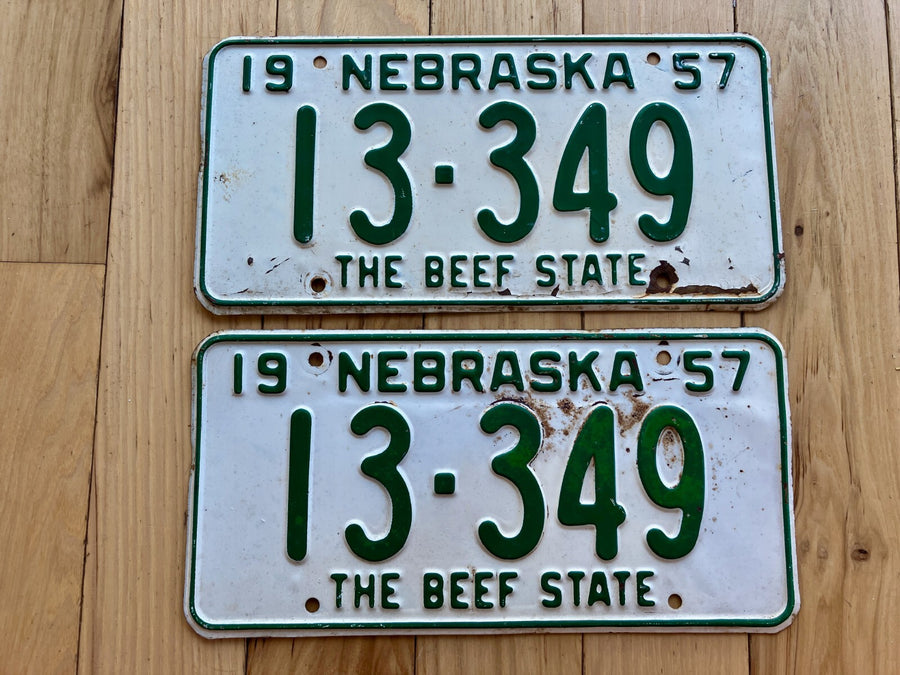 19 NEBRASKA 57
13·349
THE BEEF STATE
19 NEBRASKA 57
13·349
THE BEEF STATE